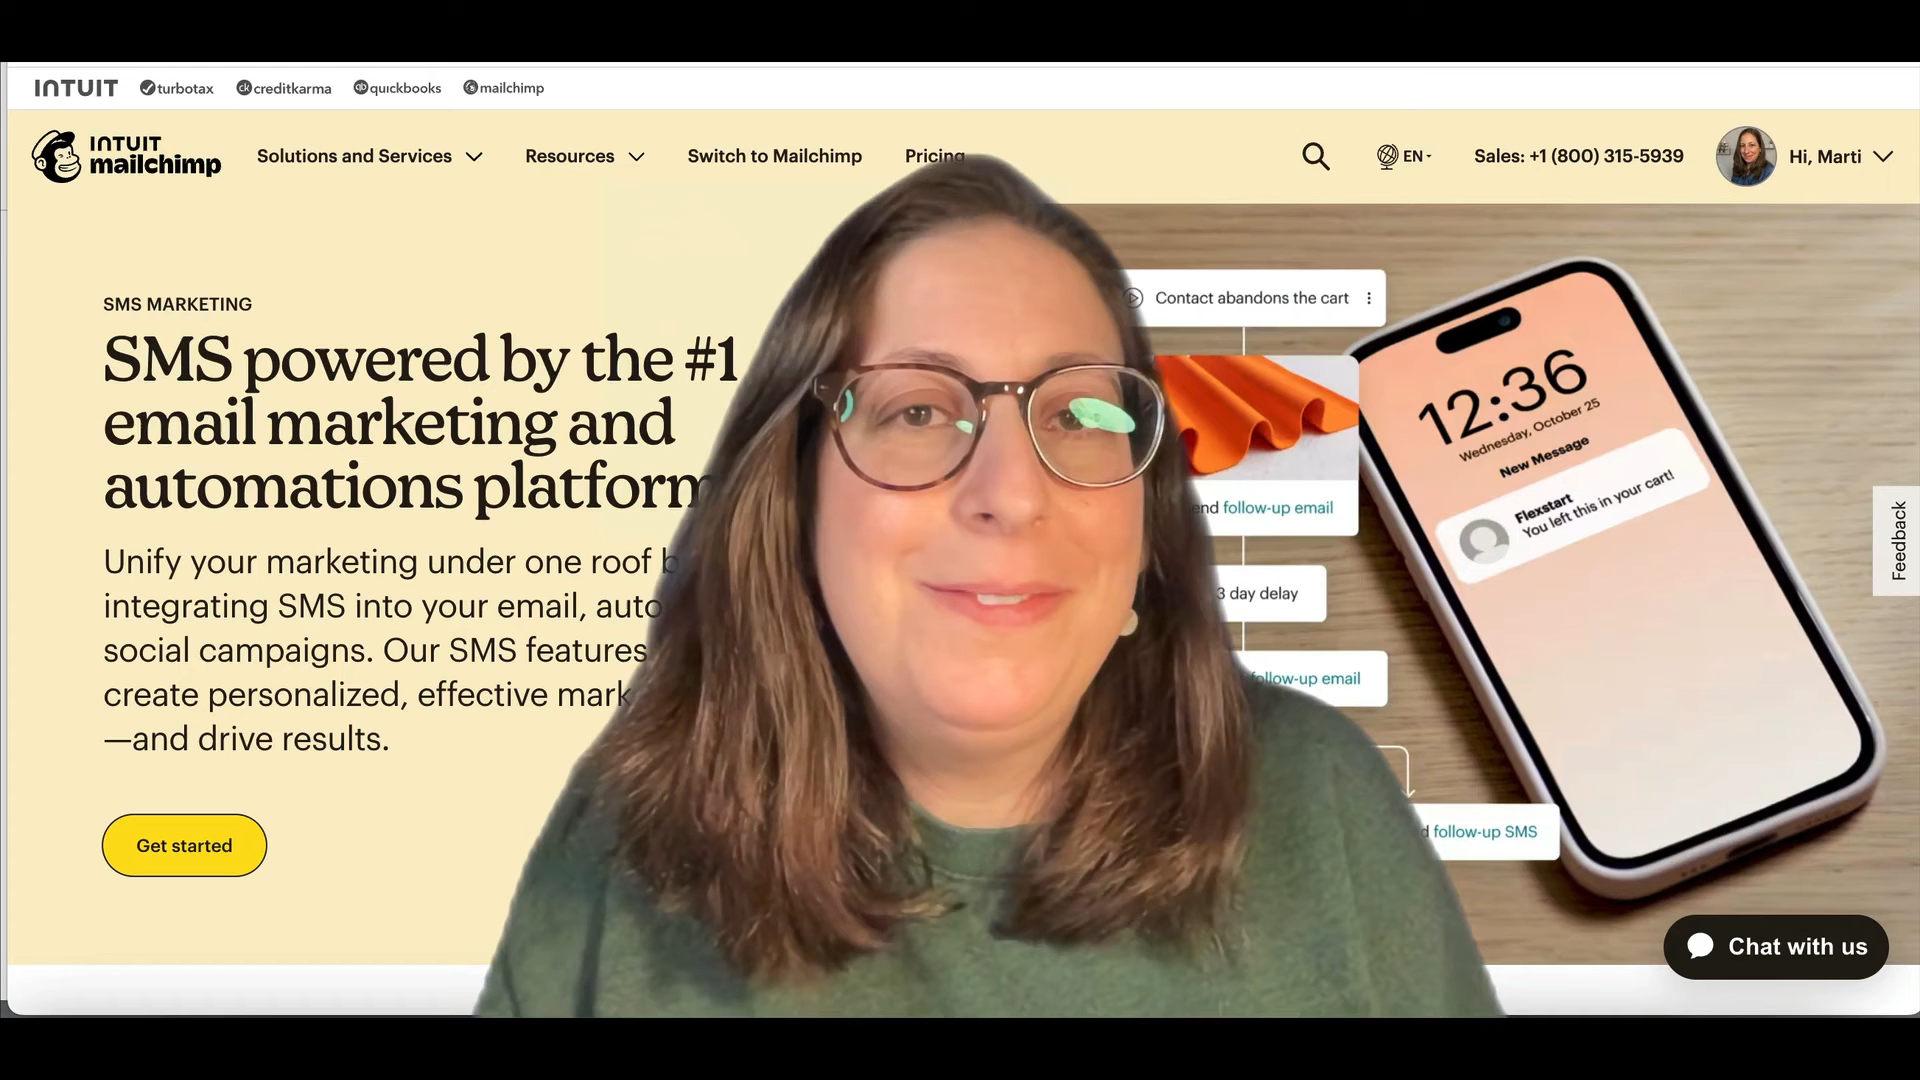 INTUIT turbotax creditkarma quickbooks mailchimp
INTUIT
mailchimp
Solutions and Services Resources Switch to Mailchimp Pricing EN Sales: +1 (800) 315-5939 Hi, Marti
SMS MARKETING
SMS powered by the #1
email marketing and
automations platform
Unify your marketing under one roof
integrating SMS into your email,
social campaigns. Our SMS features
create personalized, effective
—and drive results.
Get started
Contact abandons the cart
follow-up email
3 day delay
follow-up email
follow-up SMS
12:36
Wednesday, October 25
New Message
Flexstart
You left this in your cart!
Feedback
Chat with us